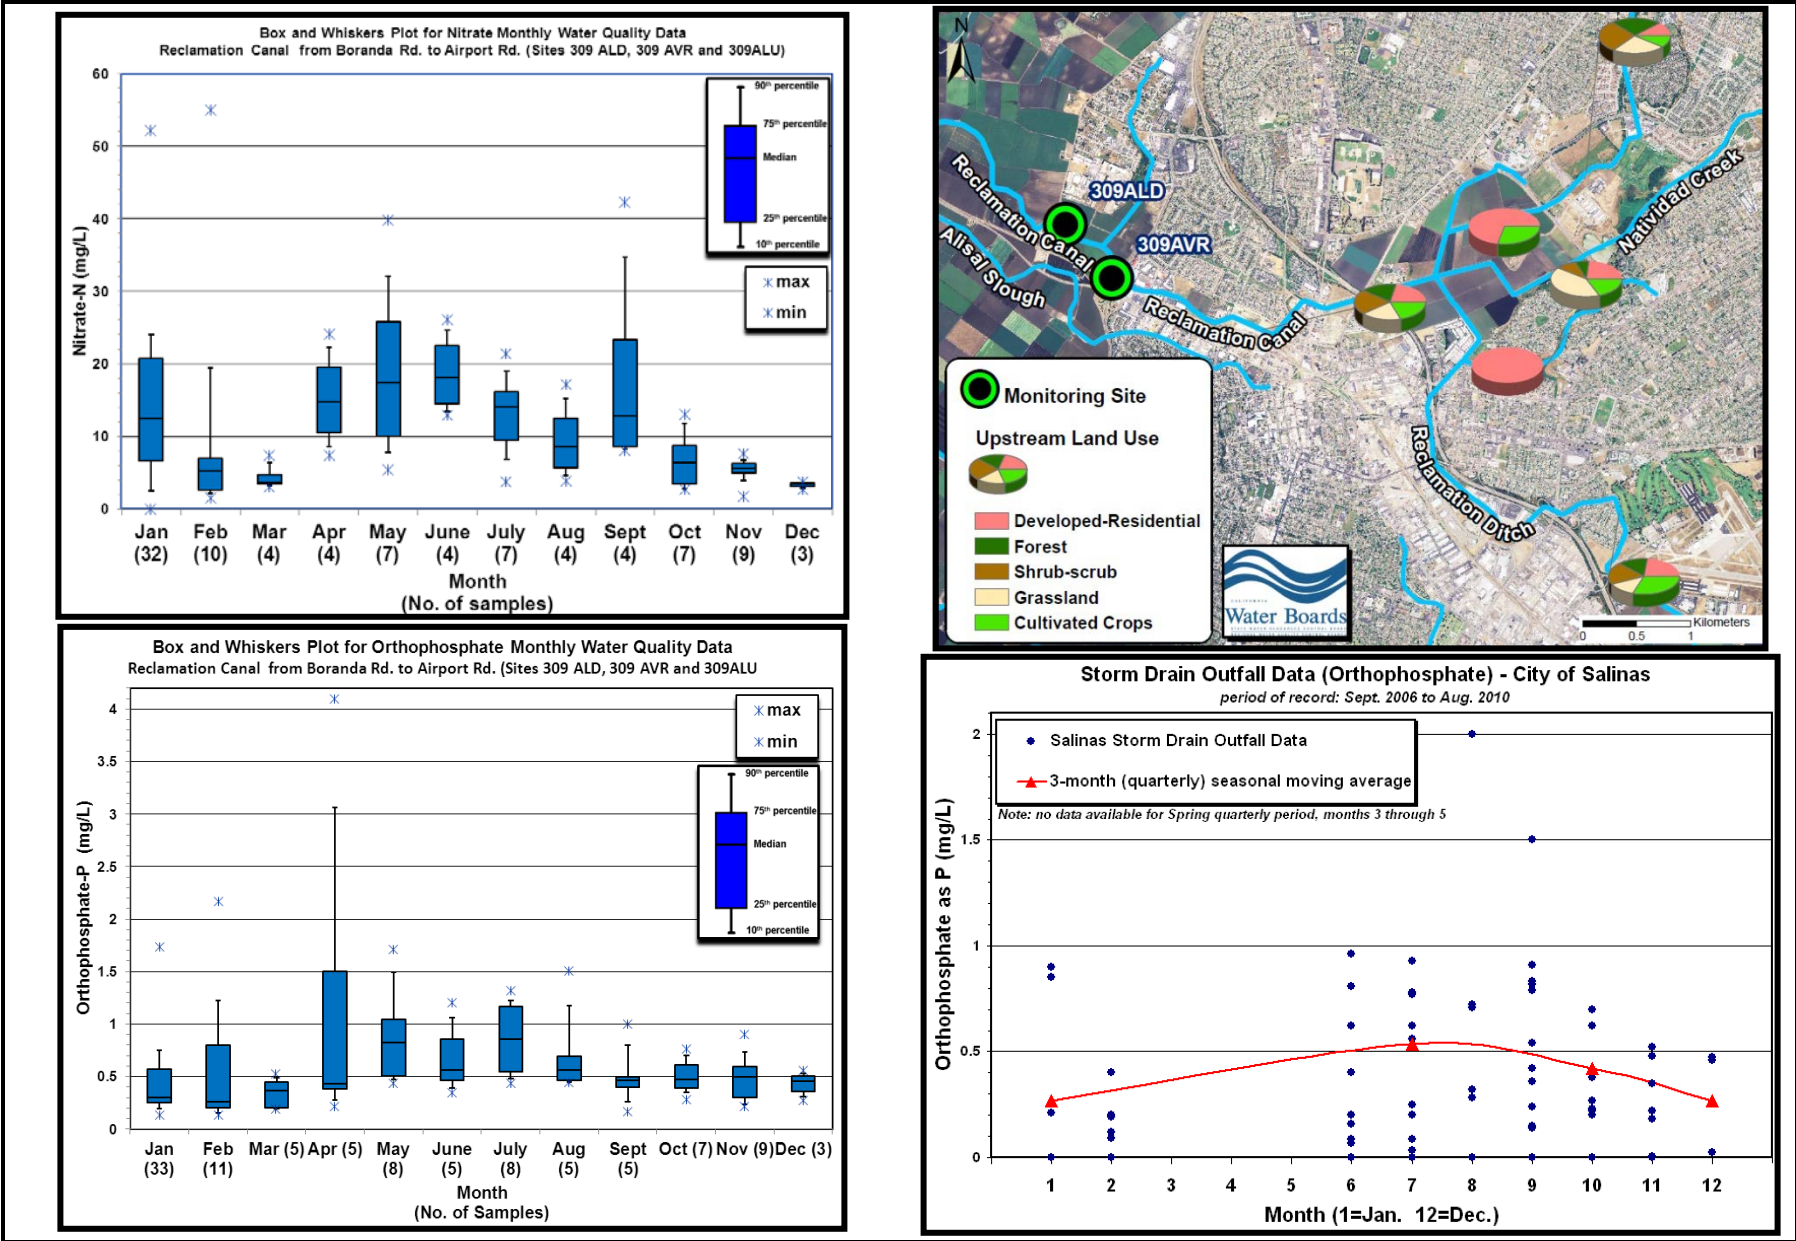 Box and Whiskers Plot for Nitrate Monthly Water Quality Data
Reclamation Canal from Boranda Rd. to Airport Rd. (Sites 309 ALD, 309 AVR and 309ALU)
60
50
40
30
20
10
0
Nitrate-N (mg/L)
90th percentile
75th percentile
Median
25th percentile
10th percentile
max
min
Jan Feb Mar Apr May June July Aug Sept Oct Nov Dec
(32) (10) (4) (4) (7) (4) (7) (4) (4) (7) (9) (3)
Month
(No. of samples)
N
309ALD
309AVR
Reclamation Canal
Alisal Slough
Reclamation Canal
Natividad Creek
Reclamation Ditch
Monitoring Site
Upstream Land Use
Developed-Residential
Forest
Shrub-scrub
Grassland
Cultivated Crops
CALIFORNIA
Water Boards
Kilometers
0 0.5 1
Box and Whiskers Plot for Orthophosphate Monthly Water Quality Data
Reclamation Canal from Boranda Rd. to Airport Rd. (Sites 309 ALD, 309 AVR and 309ALU
4
3.5
3
2.5
2
1.5
1
0.5
0
Orthophosphate-P (mg/L)
max
min
90th percentile
75th percentile
Median
25th percentile
10th percentile
Jan Feb Mar (5) Apr (5) May June July Aug Sept Oct (7) Nov (9) Dec (3)
(33) (11) (8) (5) (8) (5) (5)
Month
(No. of Samples)
Storm Drain Outfall Data (Orthophosphate) - City of Salinas
period of record: Sept. 2006 to Aug. 2010
Salinas Storm Drain Outfall Data
3-month (quarterly) seasonal moving average
Note: no data available for Spring quarterly period, months 3 through 5
2
1.5
1
0.5
0
Orthophosphate as P (mg/L)
1 2 3 4 5 6 7 8 9 10 11 12
Month (1=Jan. 12=Dec.)